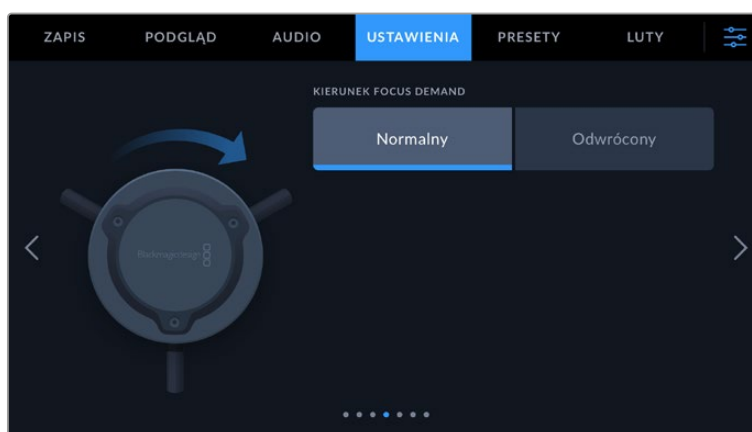 ZAPIS PODGLĄD AUDIO USTAWIENIA PRESETY LUTY
KIERUNEK FOCUS DEMAND
Normalny Odwrócony
Blackmagicdesign